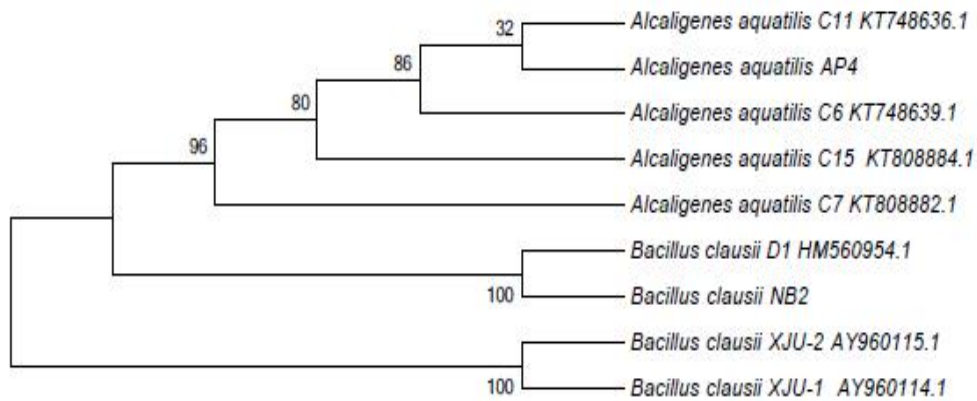 32
Alcaligenes aquatilis C11 KT748636.1
86
Alcaligenes aquatilis AP4
80
Alcaligenes aquatilis C6 KT748639.1
96
Alcaligenes aquatilis C15 KT808884.1
Alcaligenes aquatilis C7 KT808882.1
Bacillus clausii D1 HM560954.1
100
Bacillus clausii NB2
Bacillus clausii XJU-2 AY960115.1
100
Bacillus clausii XJU-1 AY960114.1